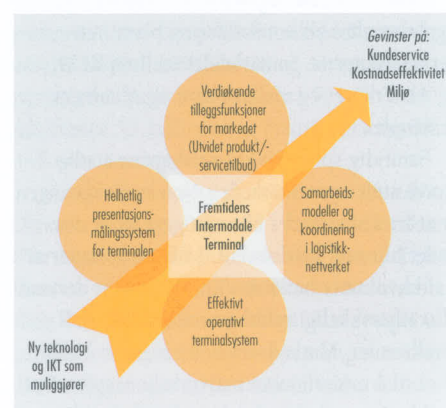 Gevinster på:
Kundeservice
Kostnadseffektivitet
Miljø
Verdiøkende
tilleggsfunksjoner
for markedet
(Utvidet produkt/-
servicetilbud)
Helhetlig
presentasjons-
målingssystem
for terminalen
Fremtidens
Intermodale
Terminal
Samarbeids-
modeller og
koordinering
i logistikk-
nettverket
Effektivt
operativt
terminalsystem
Ny teknologi
og IKT som
muliggjører